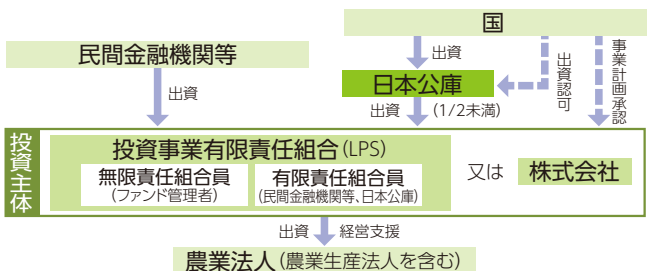 国
民間金融機関等
出資
出資
日本公庫
出資認可
事業計画承認
出資 (1/2未満)
投資主体
投資事業有限責任組合(LPS)
無限責任組合員
(ファンド管理者)
有限責任組合員
(民間金融機関等、日本公庫)
又は
株式会社
出資
経営支援
農業法人(農業生産法人を含む)